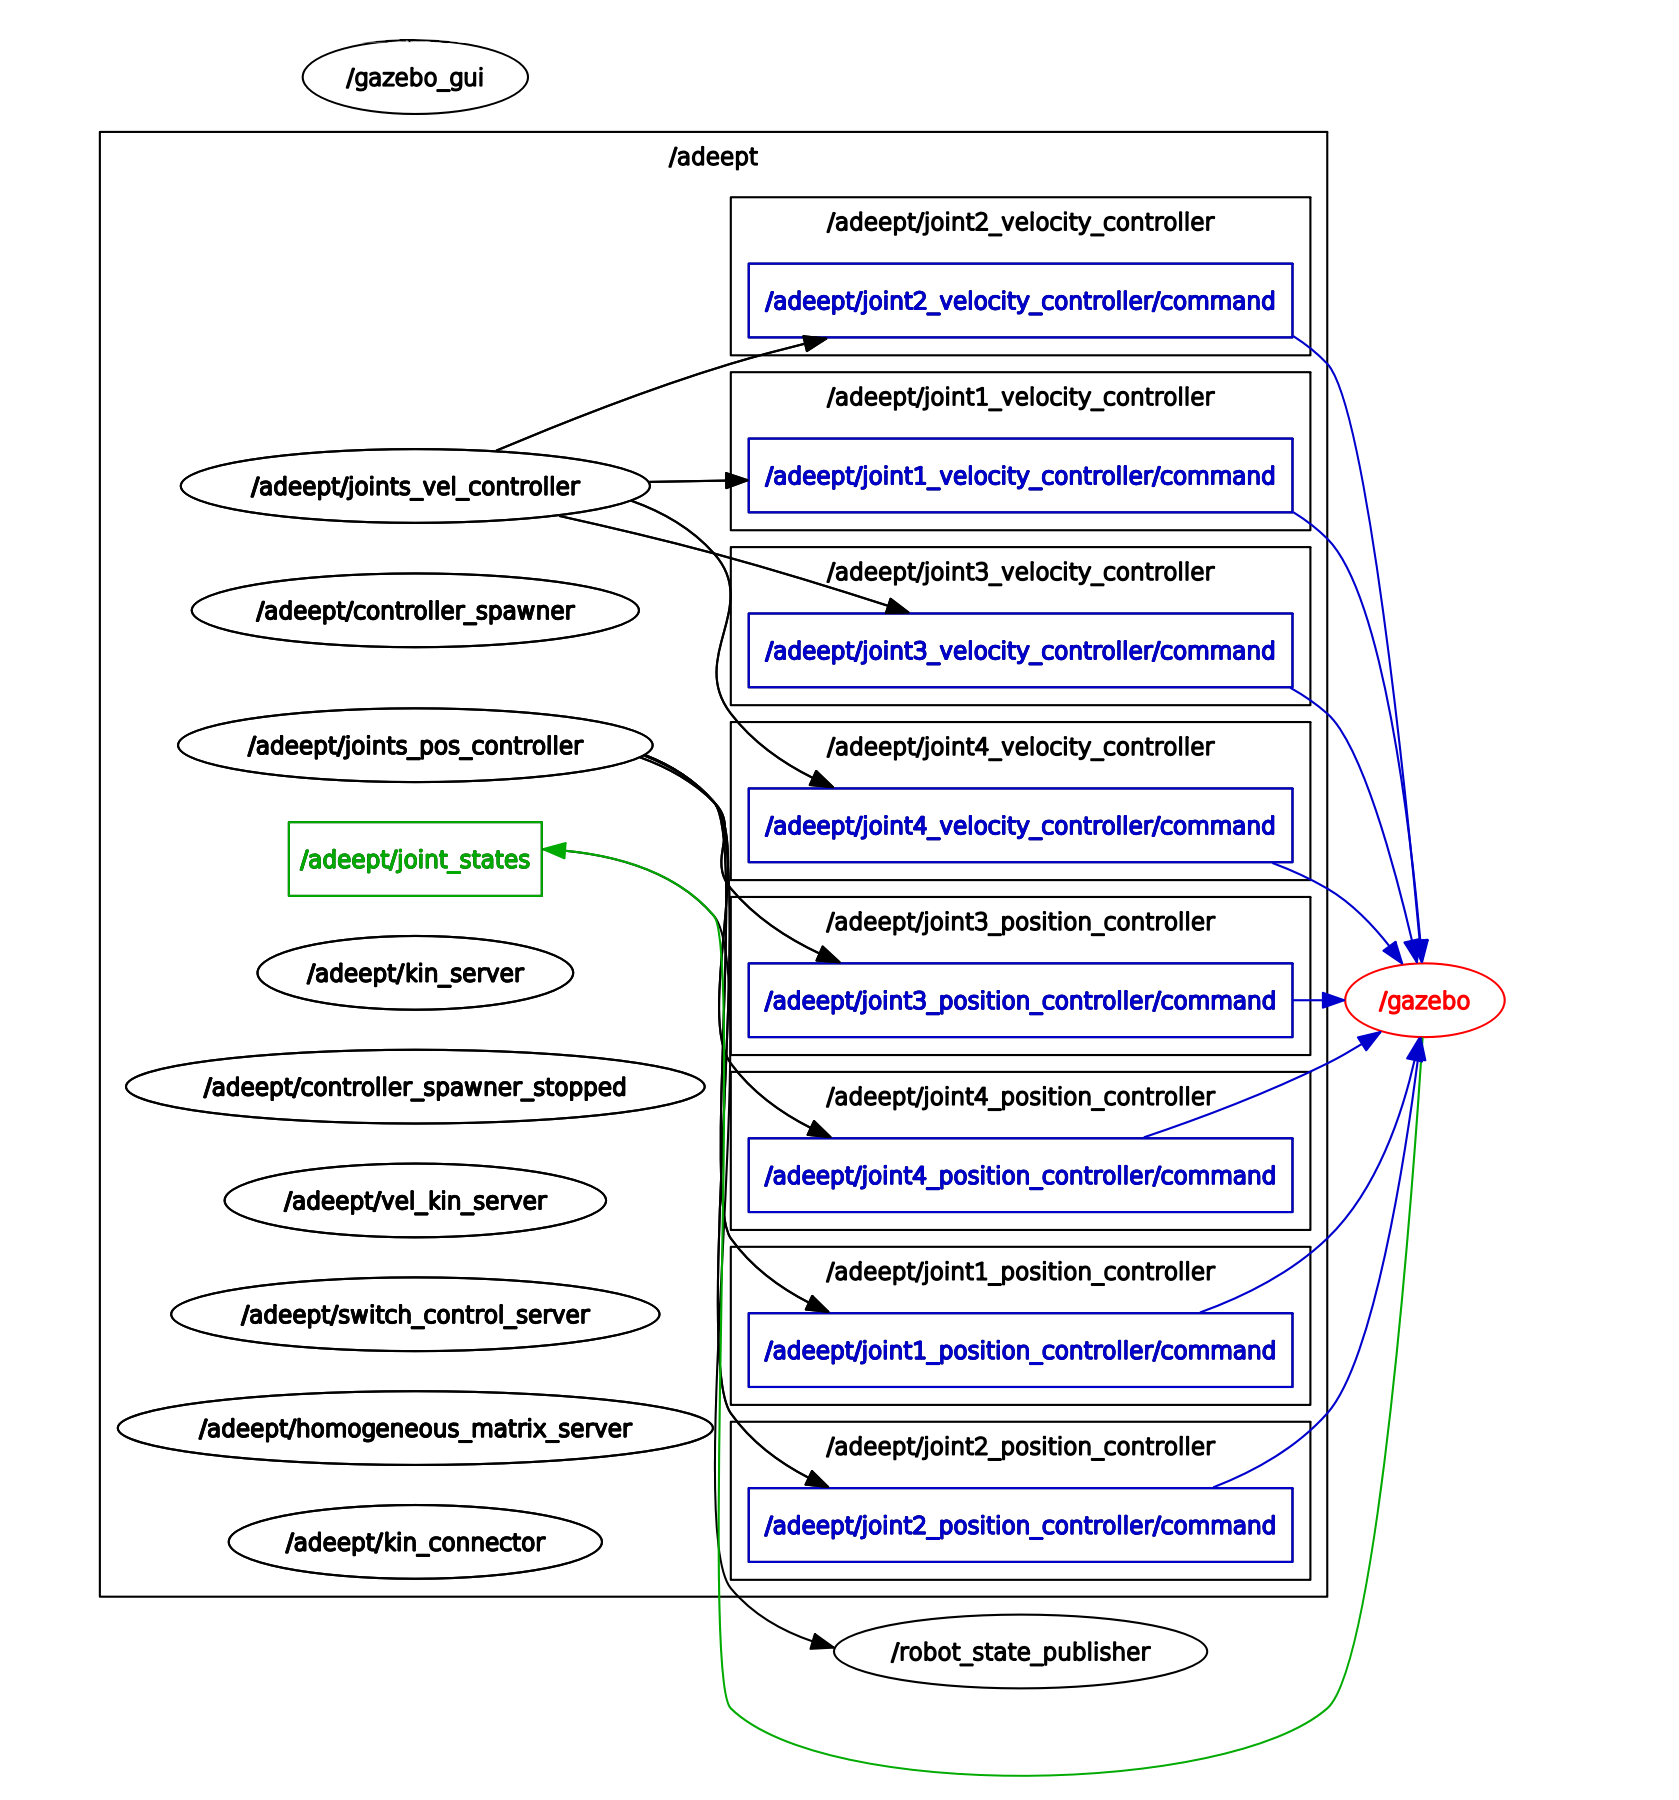 /gazebo_gui
/adeept
/adeept/joint2_velocity_controller
/adeept/joint2_velocity_controller/command
/adeept/joint1_velocity_controller
/adeept/joint1_velocity_controller/command
/adeept/joints_vel_controller
/adeept/joint3_velocity_controller
/adeept/controller_spawner
/adeept/joint3_velocity_controller/command
/adeept/joints_pos_controller
/adeept/joint4_velocity_controller
/adeept/joint4_velocity_controller/command
/adeept/joint_states
/adeept/joint3_position_controller
/adeept/kin_server
/adeept/joint3_position_controller/command
/gazebo
/adeept/controller_spawner_stopped
/adeept/joint4_position_controller
/adeept/joint4_position_controller/command
/adeept/vel_kin_server
/adeept/joint1_position_controller
/adeept/switch_control_server
/adeept/joint1_position_controller/command
/adeept/homogeneous_matrix_server
/adeept/joint2_position_controller
/adeept/joint2_position_controller/command
/adeept/kin_connector
/robot_state_publisher